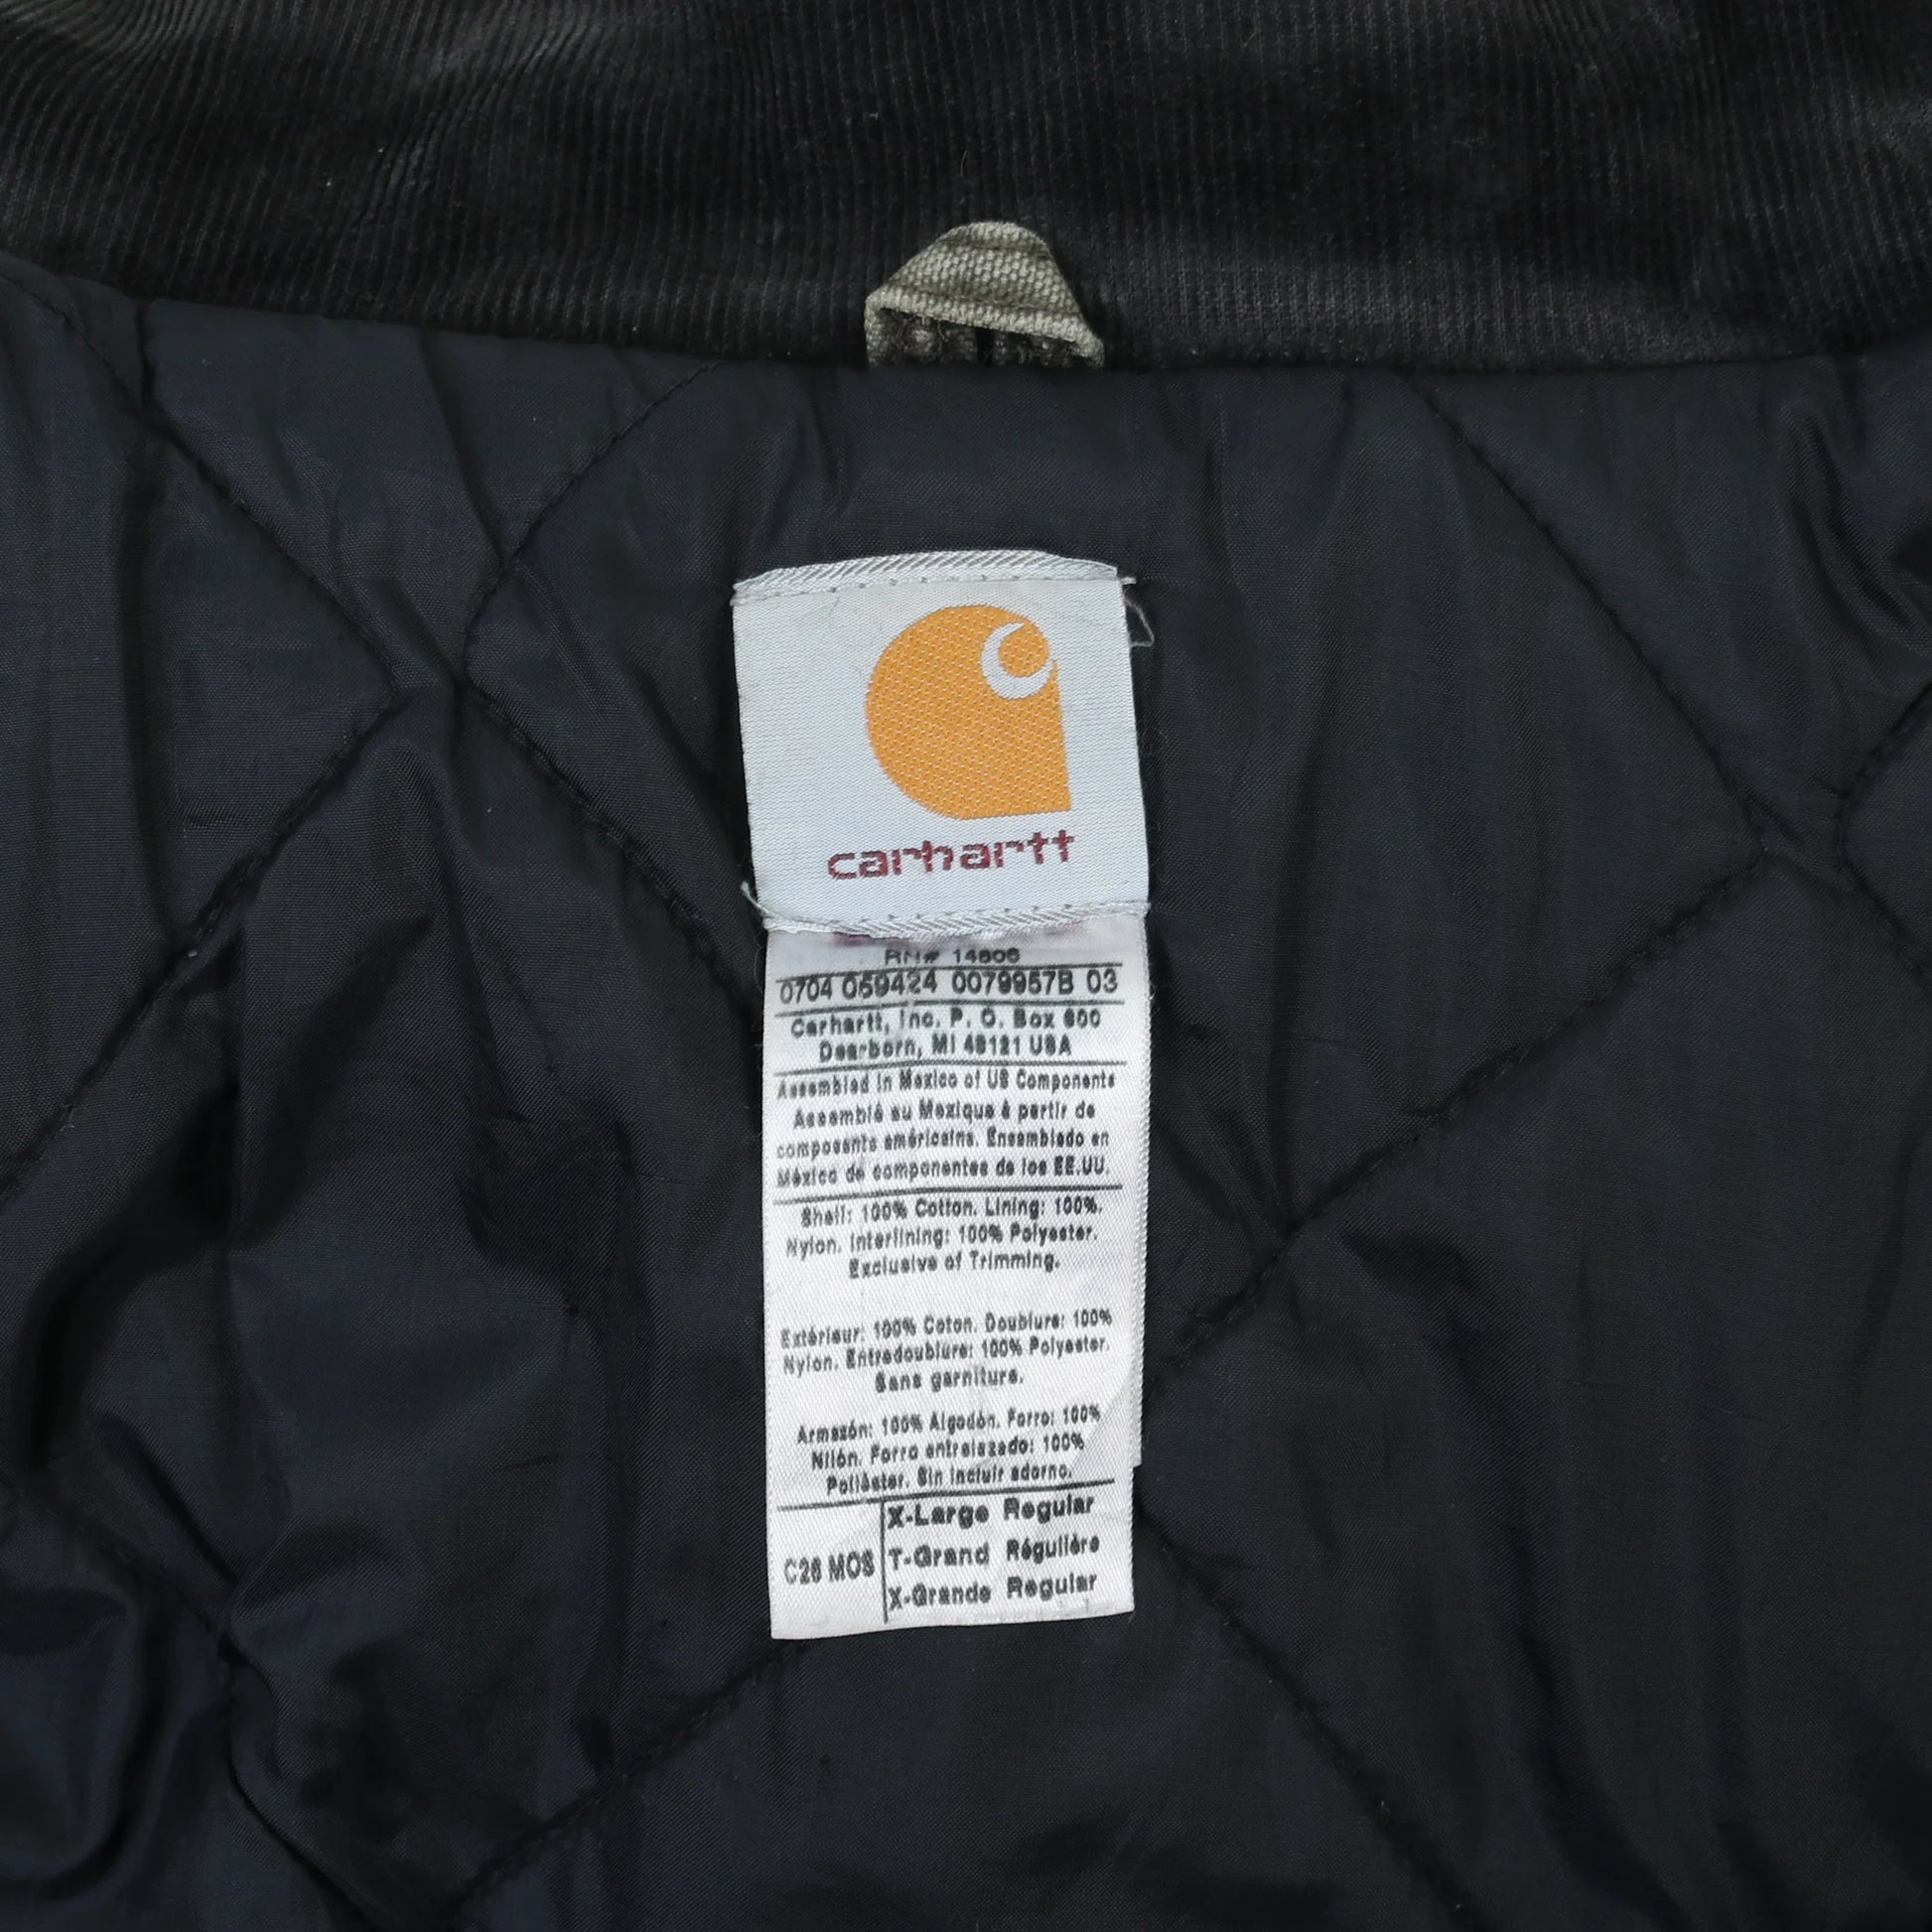 carhartt
RN# 14806
0704 059424 0079957B 03
Carhartt, Inc. P. O. Box 600
Dearborn, MI 48121 USA
Assembled in Mexico of US Components
Assemblé au Mexique à partir de
composants américains. Ensamblado en
México de componentes de los EE.UU.
Shell: 100% Cotton. Lining: 100%.
Nylon. Interlining: 100% Polyester.
Exclusive of Trimming.
Extérieur: 100% Coton. Doublure: 100%
Nylon. Entredoublure: 100% Polyester.
Sans garniture.
Armazón: 100% Algodón. Forro: 100%
Nilón. Forro entrelazado: 100%
Poliéster. Sin incluir adorno.
X-Large Regular
C26 MOS T-Grand Régulière
X-Grande Regular